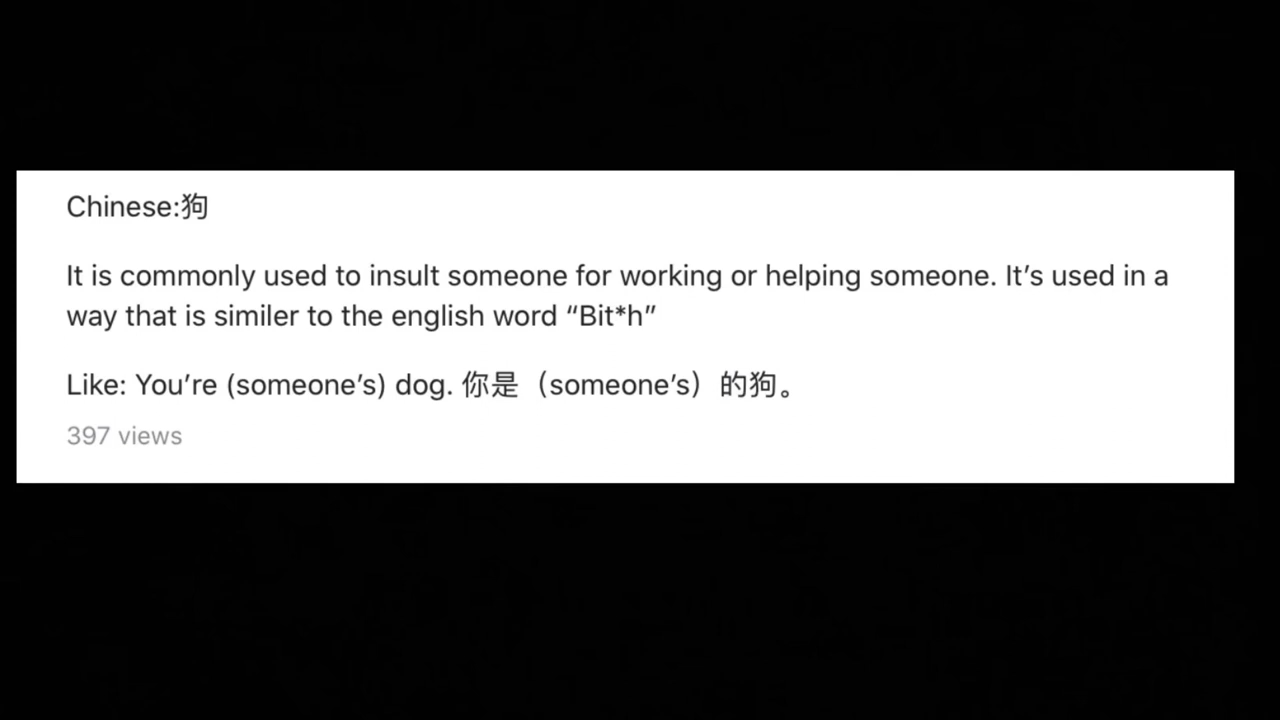 Chinese:狗
It is commonly used to insult someone for working or helping someone. It’s used in a
way that is similer to the english word “Bit*h”
Like: You’re (someone’s) dog. 你是（someone’s）的狗。
397 views